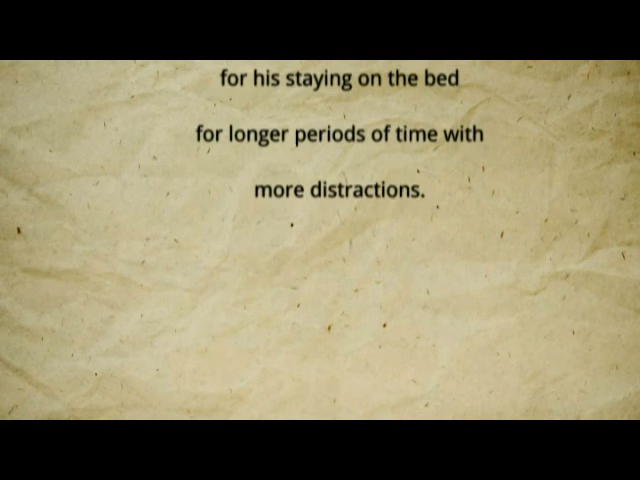 for his staying on the bed
for longer periods of time with
more distractions.